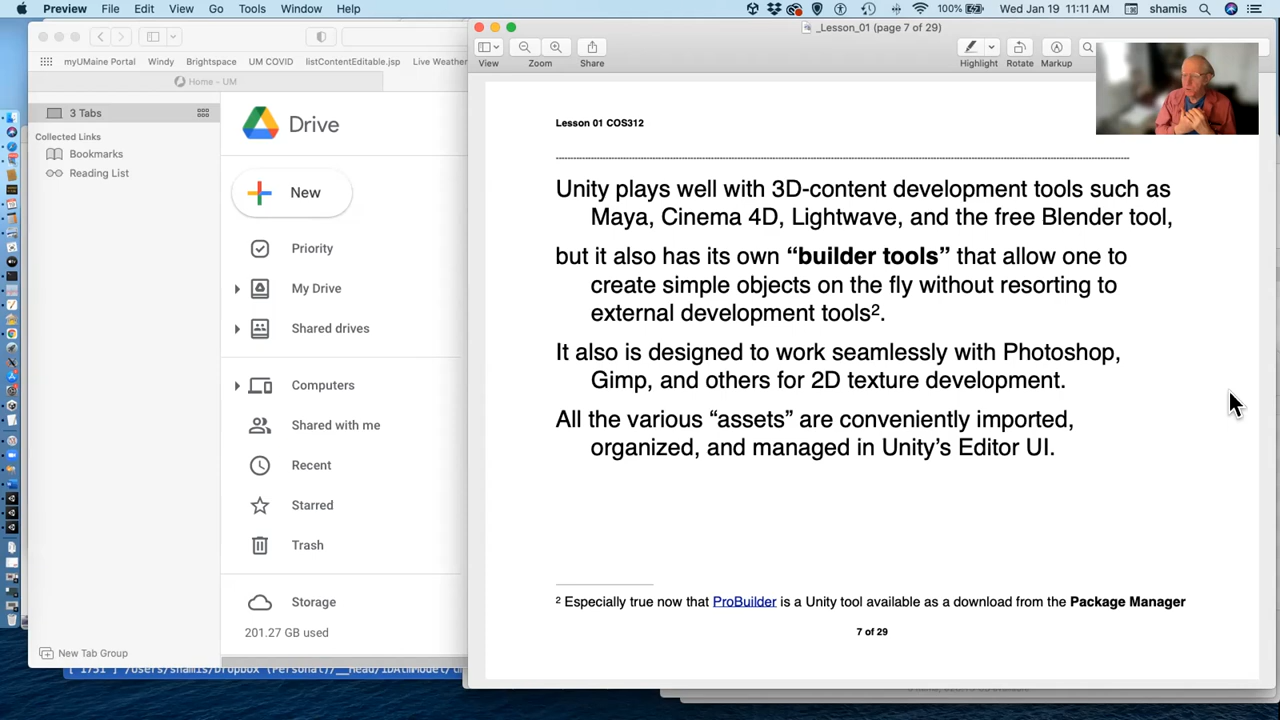 Preview File Edit View Go Tools Window Help
100% Wed Jan 19 11:11 AM shamis
myUMaine Portal Windy Brightspace UM COVID listContentEditable.jsp Live Weather
Home – UM
3 Tabs
Collected Links
Bookmarks
Reading List
New Tab Group
Drive
New
Priority
My Drive
Shared drives
Computers
Shared with me
Recent
Starred
Trash
Storage
201.27 GB used
_Lesson_01 (page 7 of 29)
View Zoom Share Highlight Rotate Markup
Lesson 01 COS312
Unity plays well with 3D-content development tools such as
Maya, Cinema 4D, Lightwave, and the free Blender tool,
but it also has its own “builder tools” that allow one to
create simple objects on the fly without resorting to
external development tools².
It also is designed to work seamlessly with Photoshop,
Gimp, and others for 2D texture development.
All the various “assets” are conveniently imported,
organized, and managed in Unity’s Editor UI.
² Especially true now that ProBuilder is a Unity tool available as a download from the Package Manager
7 of 29